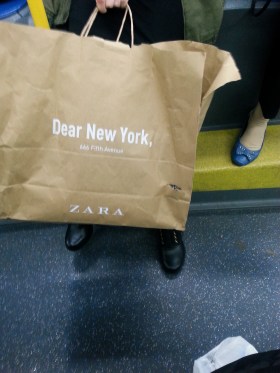 Dear New York,
666 Fifth Avenue
ZARA